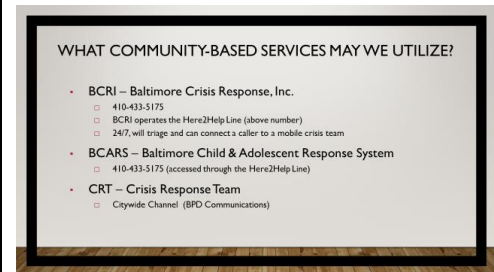 WHAT COMMUNITY-BASED SERVICES MAY WE UTILIZE?
• BCRI – Baltimore Crisis Response, Inc.
□ 410-433-5175
□ BCRI operates the Here2Help Line (above number)
□ 24/7, will triage and can connect a caller to a mobile crisis team
• BCARS – Baltimore Child & Adolescent Response System
□ 410-433-5175 (accessed through the Here2Help Line)
• CRT – Crisis Response Team
□ Citywide Channel (BPD Communications)